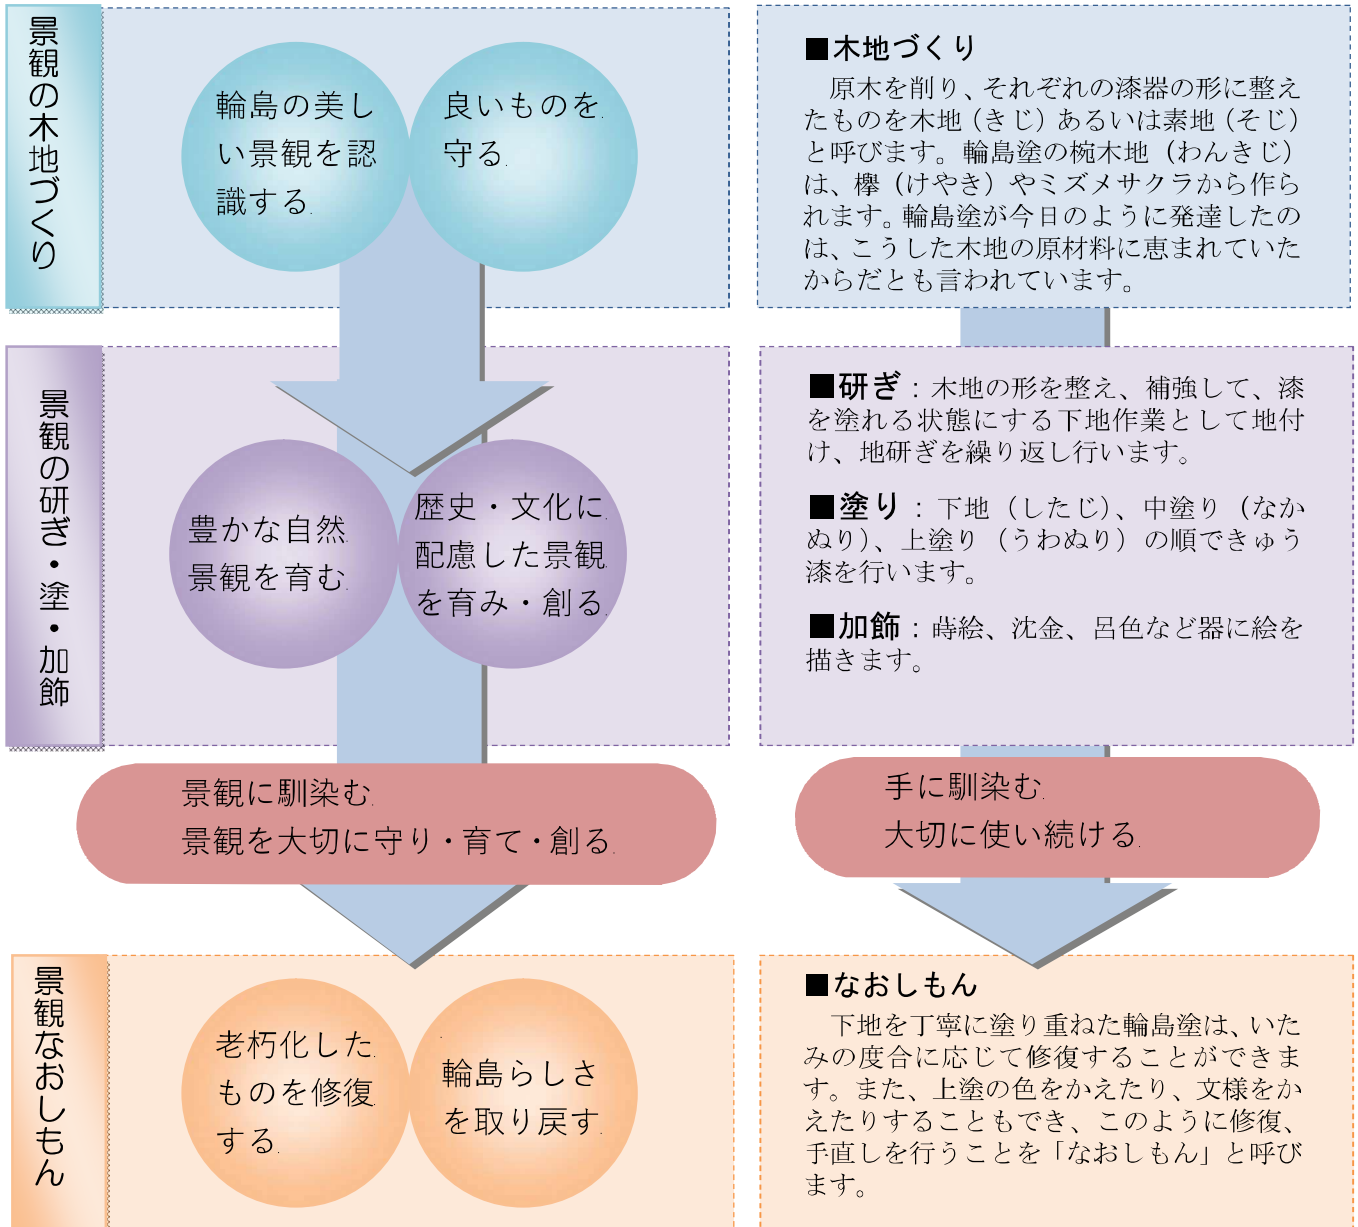 景観の木地づくり
輪島の美し
い景観を認
識する
良いものを
守る
■木地づくり
原木を削り、それぞれの漆器の形に整え
たものを木地（きじ）あるいは素地（そじ）
と呼びます。輪島塗の椀木地（わんきじ）
は、欅（けやき）やミズメサクラから作ら
れます。輪島塗が今日のように発達したの
は、こうした木地の原材料に恵まれていた
からだとも言われています。
景観の研ぎ・塗・加飾
豊かな自然
景観を育む
歴史・文化に
配慮した景観
を育み・創る
■研ぎ：木地の形を整え、補強して、漆
を塗れる状態にする下地作業として地付
け、地研ぎを繰り返し行います。
■塗り：下地（したじ）、中塗り（なか
ぬり）、上塗り（うわぬり）の順できゅう
漆を行います。
■加飾：蒔絵、沈金、呂色など器に絵を
描きます。
景観に馴染む
景観を大切に守り・育て・創る
手に馴染む
大切に使い続ける
景観なおしもん
老朽化した
ものを修復
する
輪島らしさ
を取り戻す
■なおしもん
下地を丁寧に塗り重ねた輪島塗は、いた
みの度合に応じて修復することができま
す。また、上塗の色をかえたり、文様をか
えたりすることもでき、このように修復、
手直しを行うことを「なおしもん」と呼び
ます。